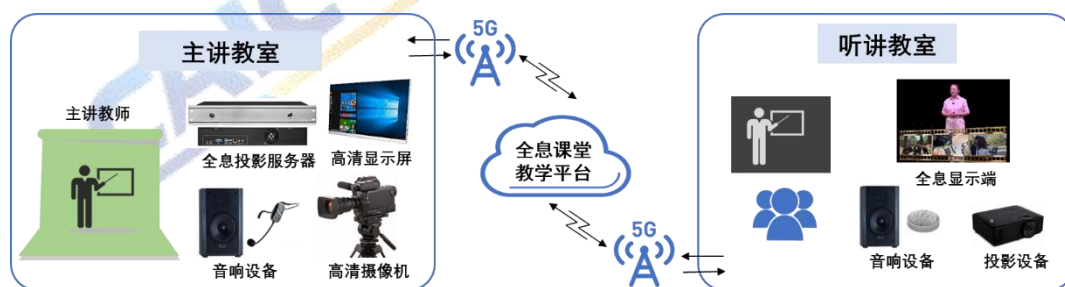 主讲教室
主讲教师
全息投影服务器
高清显示屏
音响设备
高清摄像机
5G
全息课堂
教学平台
5G
听讲教室
全息显示端
音响设备
投影设备